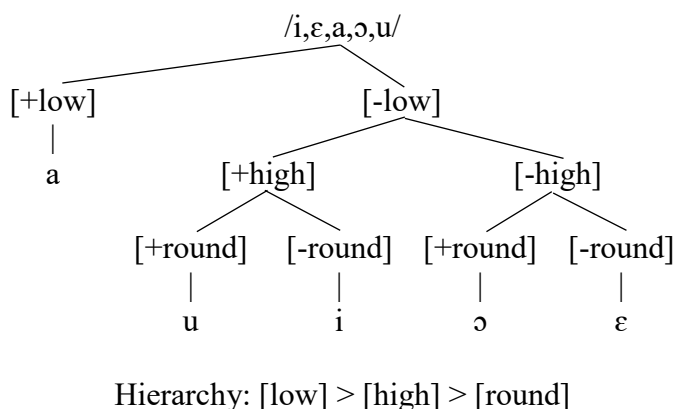 /i,ɛ,a,ɔ,u/
[+low] [-low]
a [+high] [-high]
[+round] [-round] [+round] [-round]
u i ɔ ɛ
Hierarchy: [low] > [high] > [round]